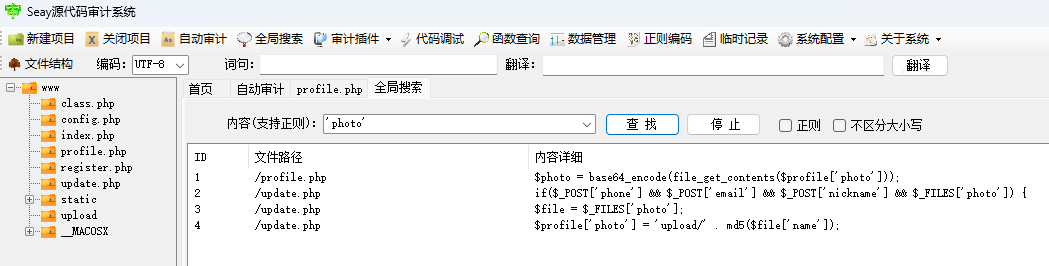 Seay源代码审计系统
新建项目 关闭项目 自动审计 全局搜索 审计插件 代码调试 函数查询 数据管理 正则编码 临时记录 系统配置 关于系统
文件结构 编码: UTF-8 词句: 翻译: 翻译
www
class.php
config.php
index.php
profile.php
register.php
update.php
static
upload
__MACOSX
首页 自动审计 profile.php 全局搜索
内容(支持正则): 'photo' 查 找 停 止 正则 不区分大小写
ID 文件路径 内容详细
1 /profile.php $photo = base64_encode(file_get_contents($profile['photo']));
2 /update.php if($_POST['phone'] && $_POST['email'] && $_POST['nickname'] && $_FILES['photo']) {
3 /update.php $file = $_FILES['photo'];
4 /update.php $profile['photo'] = 'upload/' . md5($file['name']);